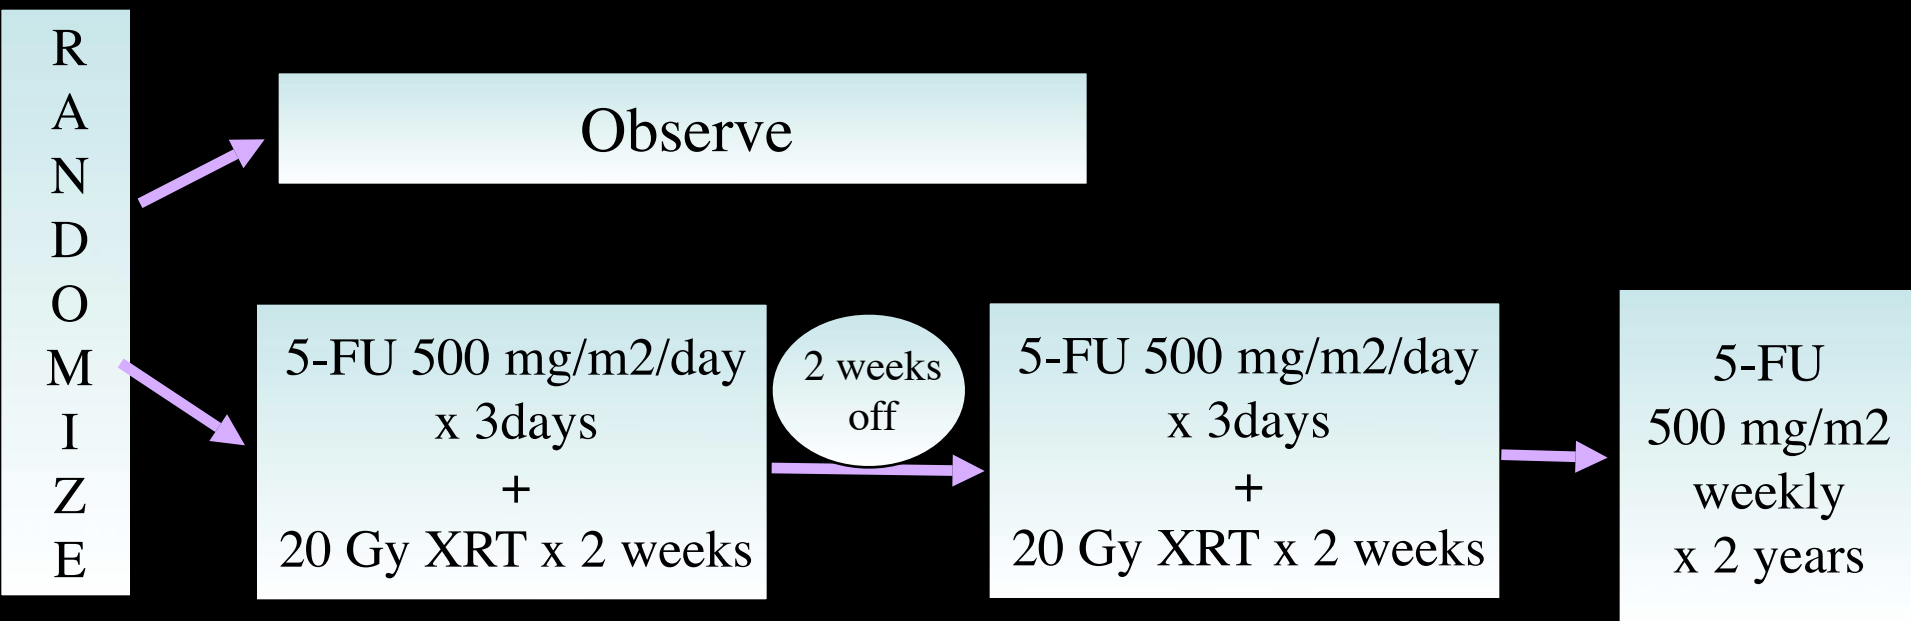 R
A
N
D
O
M
I
Z
E
Observe
5-FU 500 mg/m2/day
x 3days
+
20 Gy XRT x 2 weeks
2 weeks
off
5-FU 500 mg/m2/day
x 3days
+
20 Gy XRT x 2 weeks
5-FU
500 mg/m2
weekly
x 2 years